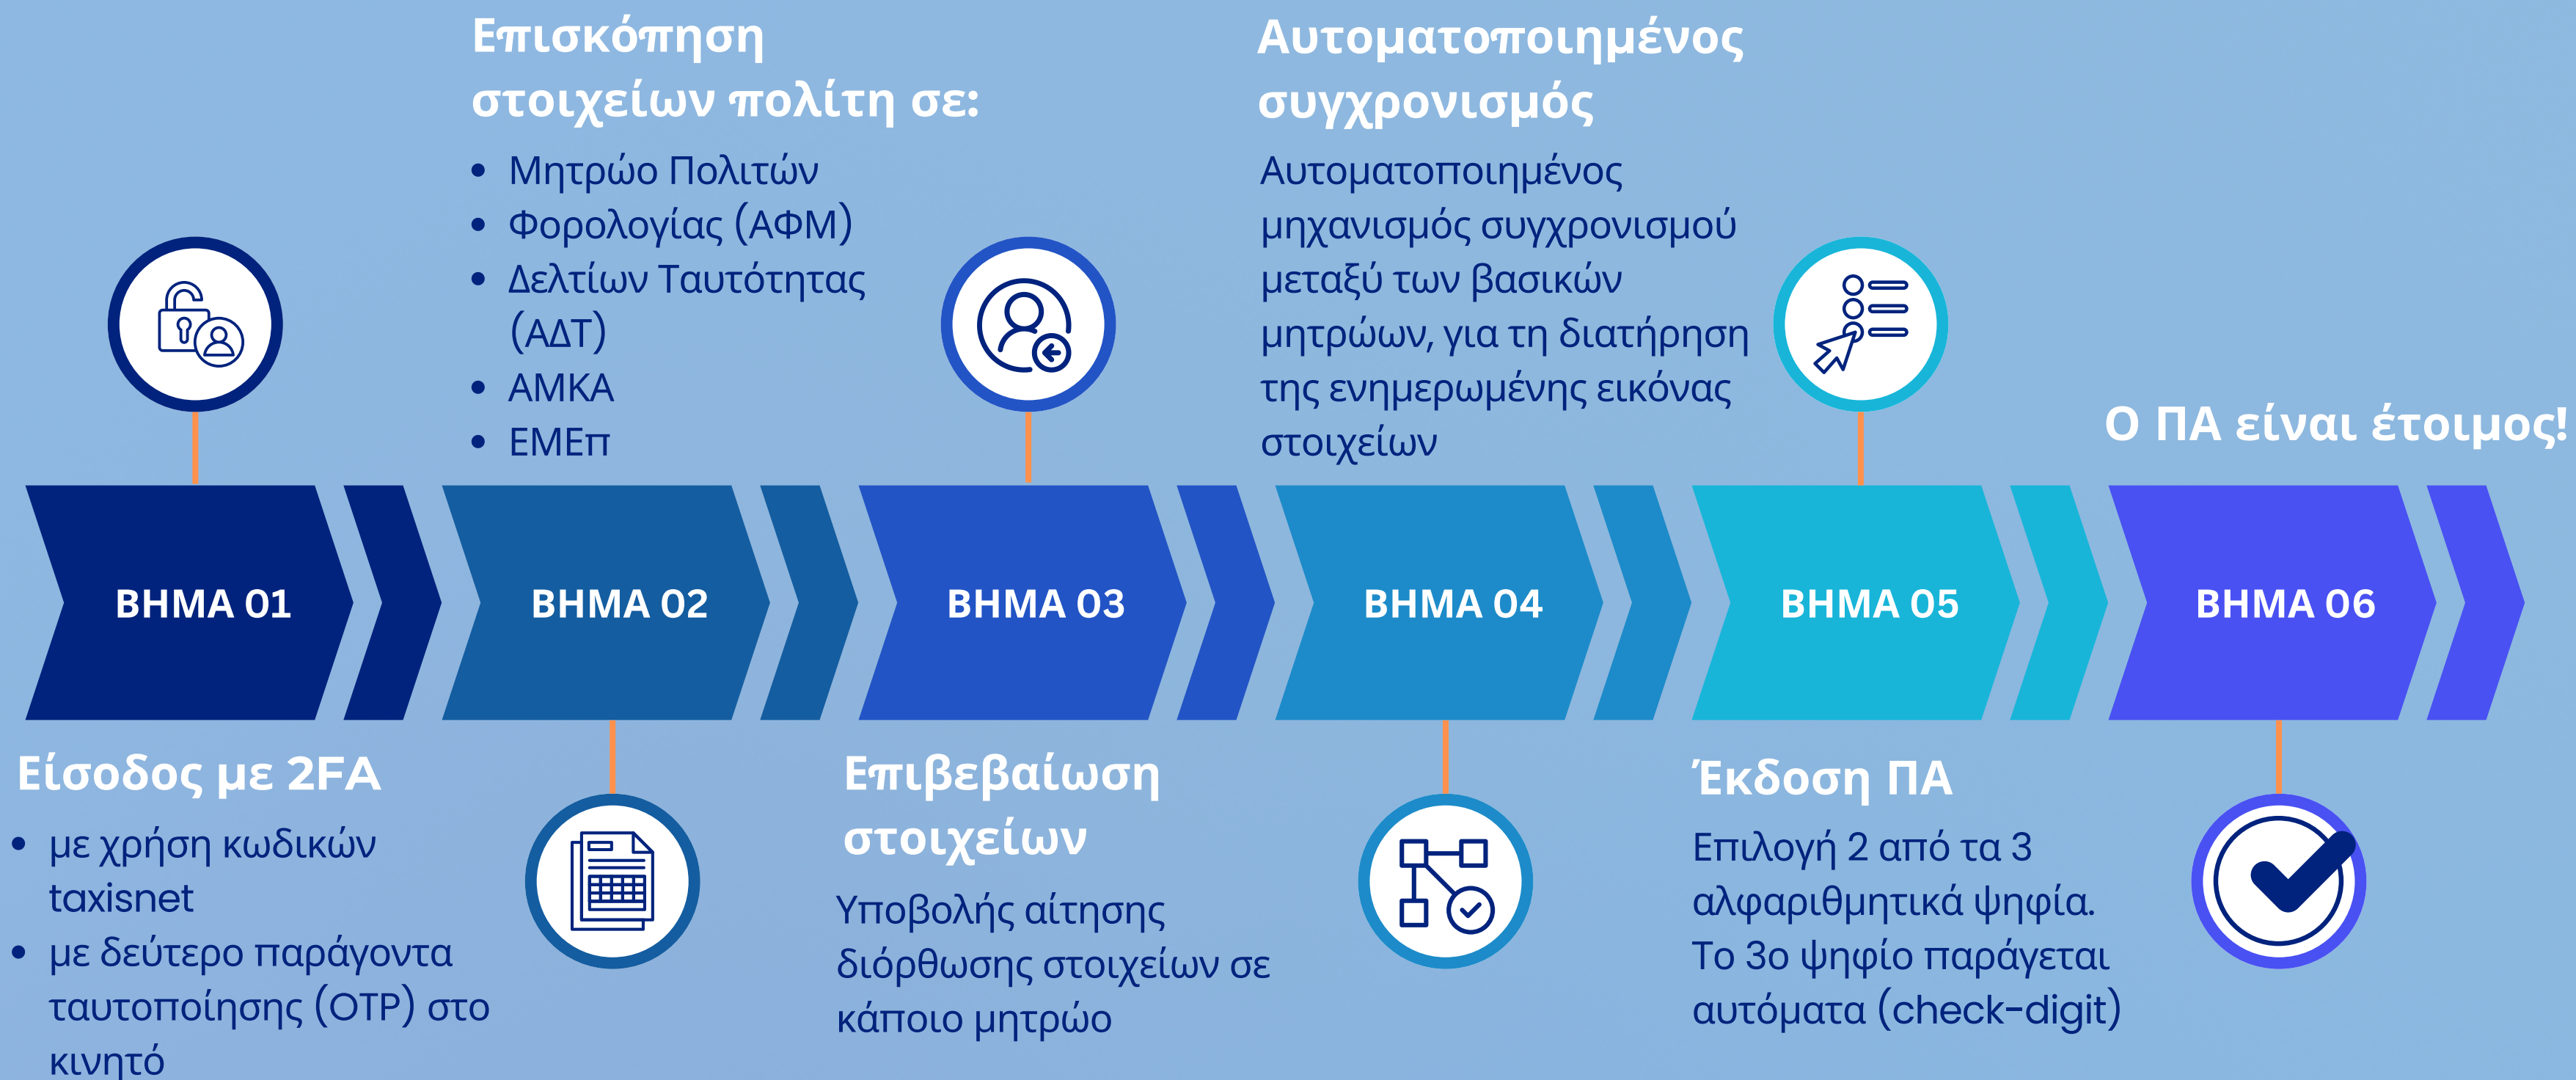 Επισκόπηση
στοιχείων πολίτη σε:
• Μητρώο Πολιτών
• Φορολογίας (ΑΦΜ)
• Δελτίων Ταυτότητας
(ΑΔΤ)
• ΑΜΚΑ
• ΕΜΕπ
Αυτοματοποιημένος
συγχρονισμός
Αυτοματοποιημένος
μηχανισμός συγχρονισμού
μεταξύ των βασικών
μητρώων, για τη διατήρηση
της ενημερωμένης εικόνας
στοιχείων
Ο ΠΑ είναι έτοιμος!
ΒΗΜΑ 01
ΒΗΜΑ 02
ΒΗΜΑ 03
ΒΗΜΑ 04
ΒΗΜΑ 05
ΒΗΜΑ 06
Είσοδος με 2FA
• με χρήση κωδικών
taxisnet
• με δεύτερο παράγοντα
ταυτοποίησης (OTP) στο
κινητό
Επιβεβαίωση
στοιχείων
Υποβολής αίτησης
διόρθωσης στοιχείων σε
κάποιο μητρώο
Έκδοση ΠΑ
Επιλογή 2 από τα 3
αλφαριθμητικά ψηφία.
Το 3ο ψηφίο παράγεται
αυτόματα (check-digit)